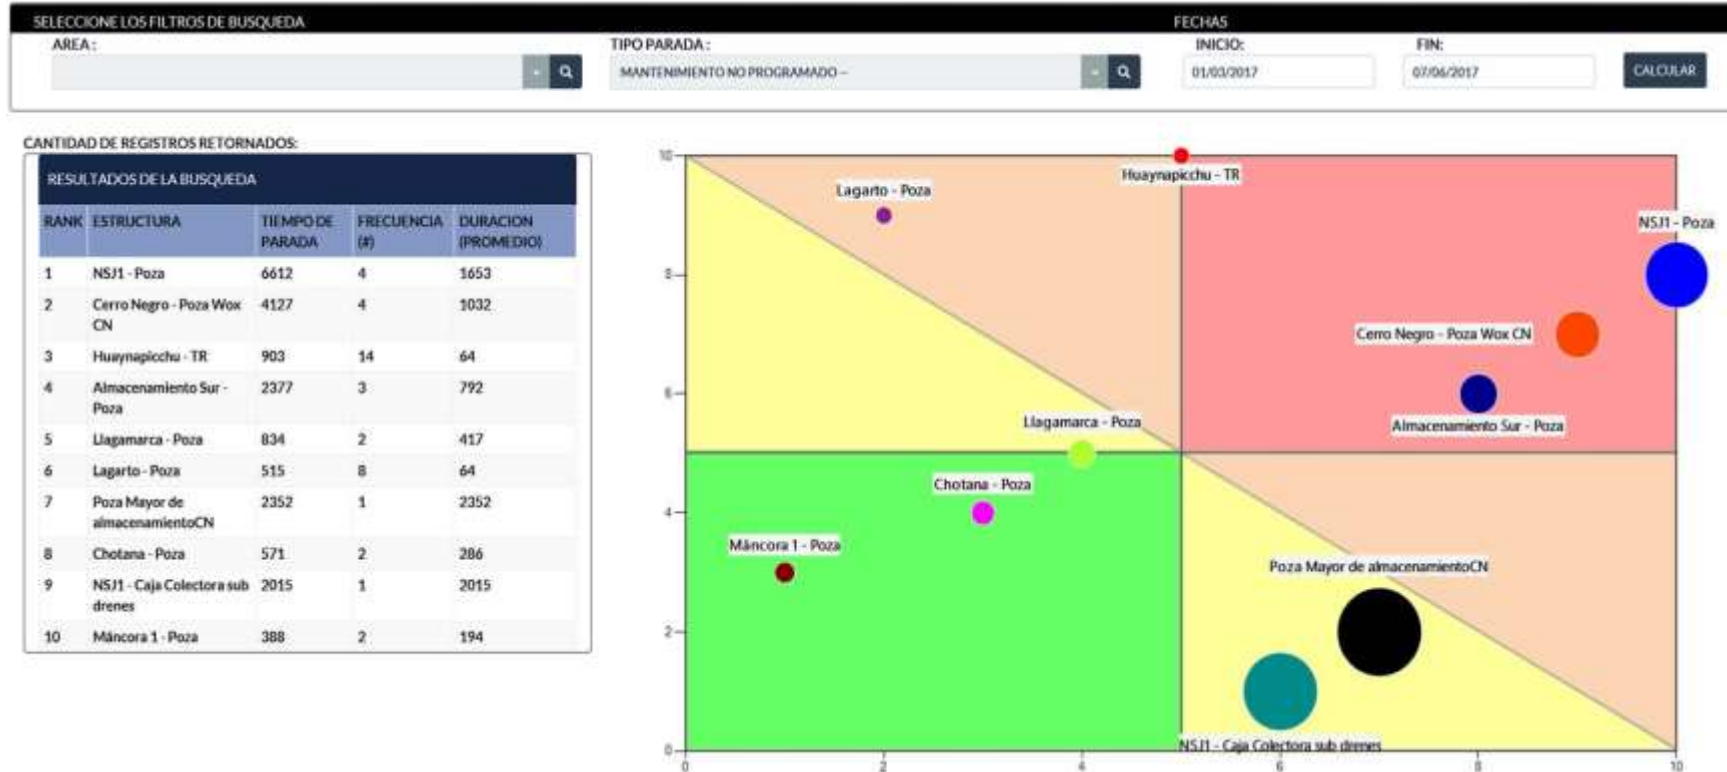 SELECCIONE LOS FILTROS DE BUSQUEDA FECHAS
AREA : TIPO PARADA : INICIO: FIN:
MANTENIMIENTO NO PROGRAMADO -- 01/03/2017 07/06/2017 CALCULAR
CANTIDAD DE REGISTROS RETORNADOS:
RESULTADOS DE LA BUSQUEDA
RANK ESTRUCTURA TIEMPO DE FRECUENCIA DURACION
PARADA (#) (PROMEDIO)
1 NSJ1 - Poza 6612 4 1653
2 Cerro Negro - Poza Wox 4127 4 1032
CN
3 Huaynapicchu - TR 903 14 64
4 Almacenamiento Sur - 2377 3 792
Poza
5 Llagamarca - Poza 834 2 417
6 Lagarto - Poza 515 8 64
7 Poza Mayor de 2352 1 2352
almacenamientoCN
8 Chotana - Poza 571 2 286
9 NSJ1 - Caja Colectora sub 2015 1 2015
drenes
10 Máncora 1 - Poza 388 2 194
10
Huaynapicchu - TR
Lagarto - Poza
NSJ1 - Poza
8
Cerro Negro - Poza Wox CN
6
Llagamarca - Poza
Almacenamiento Sur - Poza
Chotana - Poza
4
Máncora 1 - Poza
Poza Mayor de almacenamientoCN
2
NSJ1 - Caja Colectora sub drenes
0
0 2 4 6 8 10